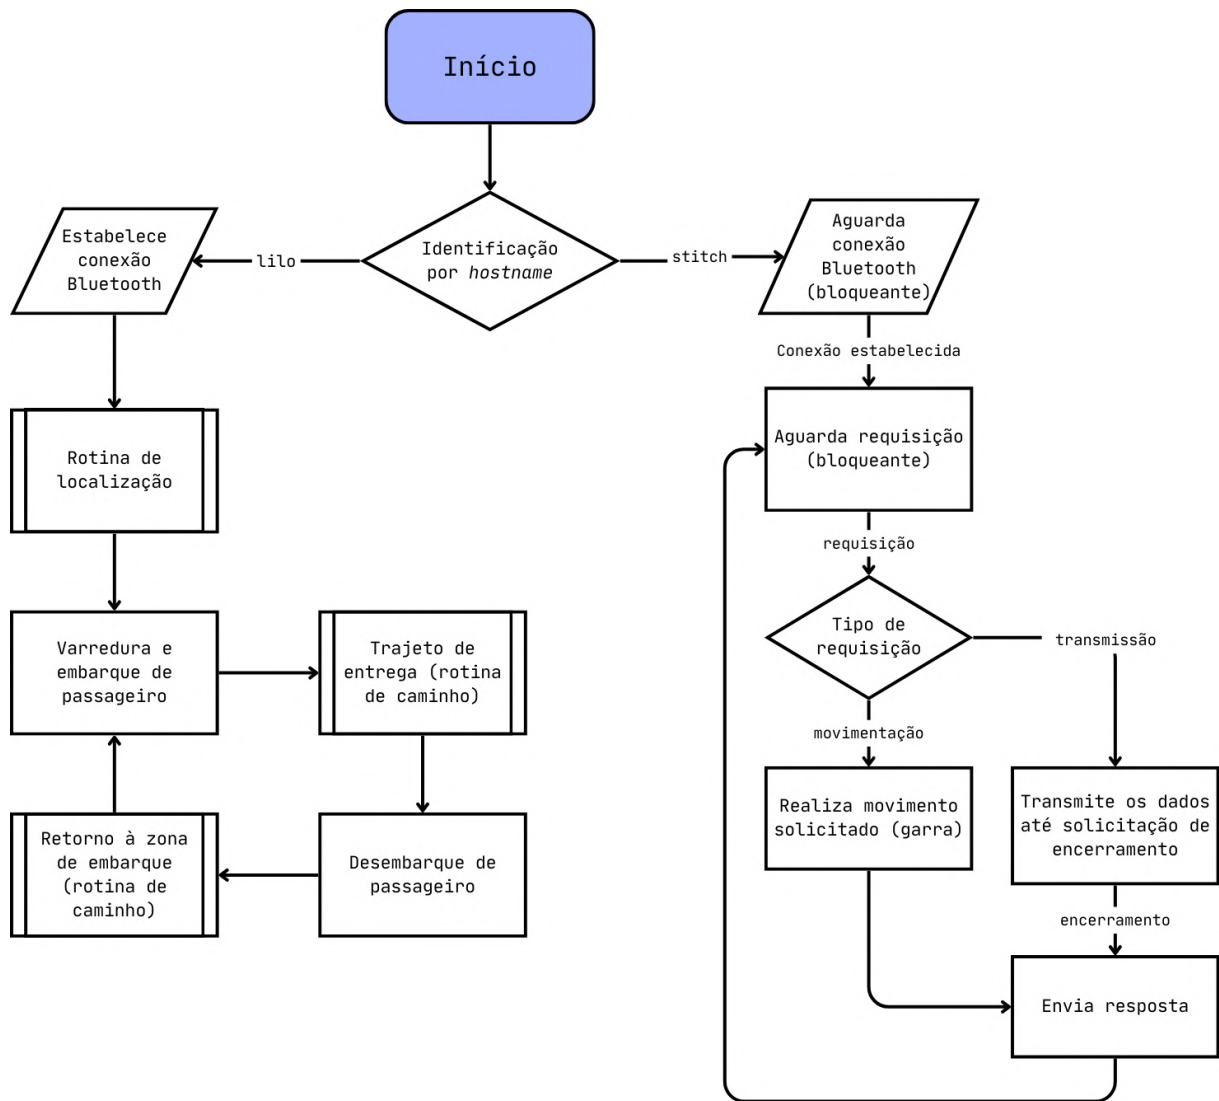 Início
Identificação
por hostname
lilo
stitch
Estabelece
conexão
Bluetooth
Rotina de
localização
Varredura e
embarque de
passageiro
Trajeto de
entrega (rotina
de caminho)
Desembarque de
passageiro
Retorno à zona
de embarque
(rotina de
caminho)
Aguarda
conexão
Bluetooth
(bloqueante)
Conexão estabelecida
Aguarda requisição
(bloqueante)
requisição
Tipo de
requisição
transmissão
movimentação
Realiza movimento
solicitado (garra)
Transmite os dados
até solicitação de
encerramento
encerramento
Envia resposta